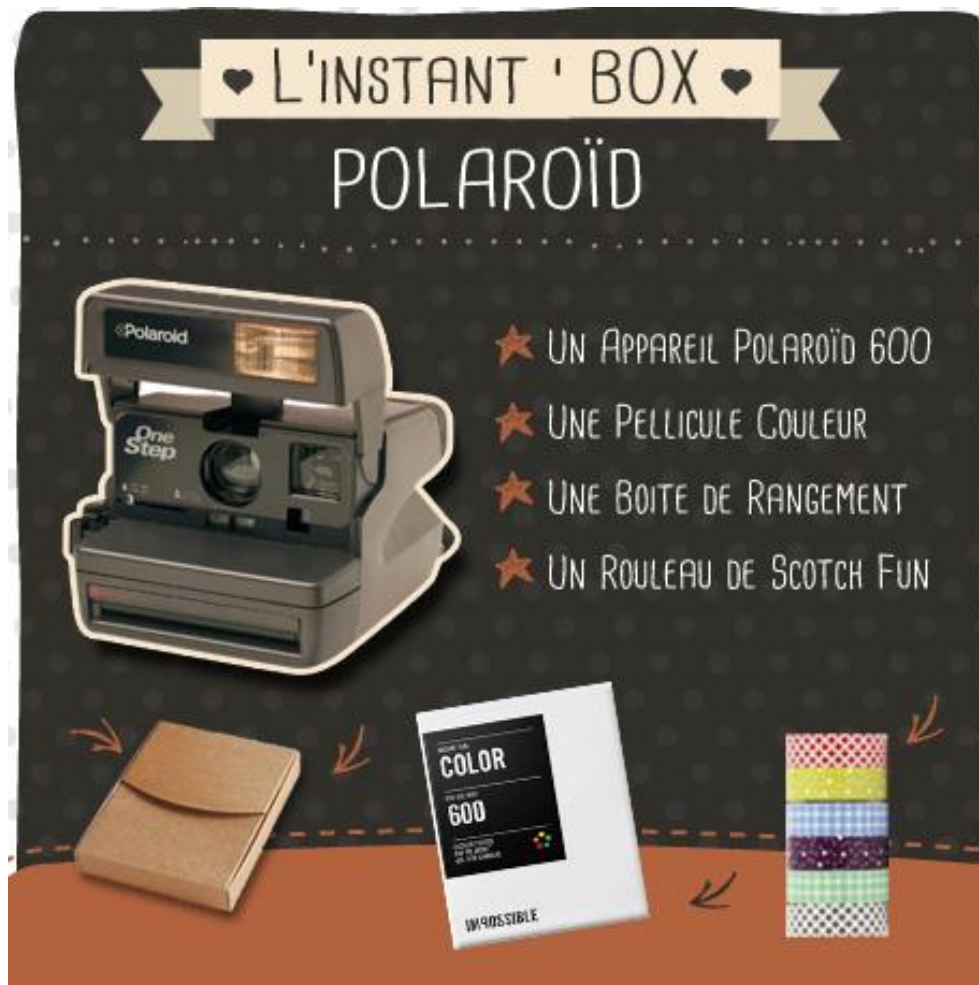 L'INSTANT ' BOX
POLAROÏD
Polaroid
One
Step
UN APPAREIL POLAROÏD 600
UNE PELLICULE COULEUR
UNE BOITE DE RANGEMENT
UN ROULEAU DE SCOTCH FUN
COLOR
600
IMPOSSIBLE